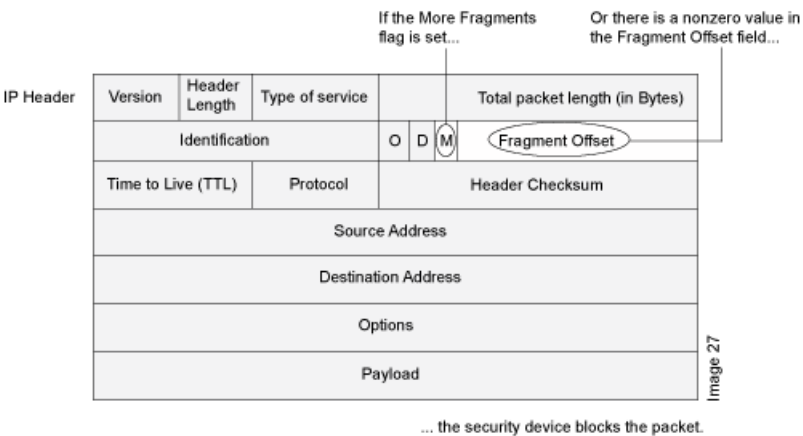 If the More Fragments
flag is set...
Or there is a nonzero value in
the Fragment Offset field...
IP Header
Version
Header
Length
Type of service
Total packet length (in Bytes)
Identification
O
D
M
Fragment Offset
Time to Live (TTL)
Protocol
Header Checksum
Source Address
Destination Address
Options
Payload
Image 27
... the security device blocks the packet.